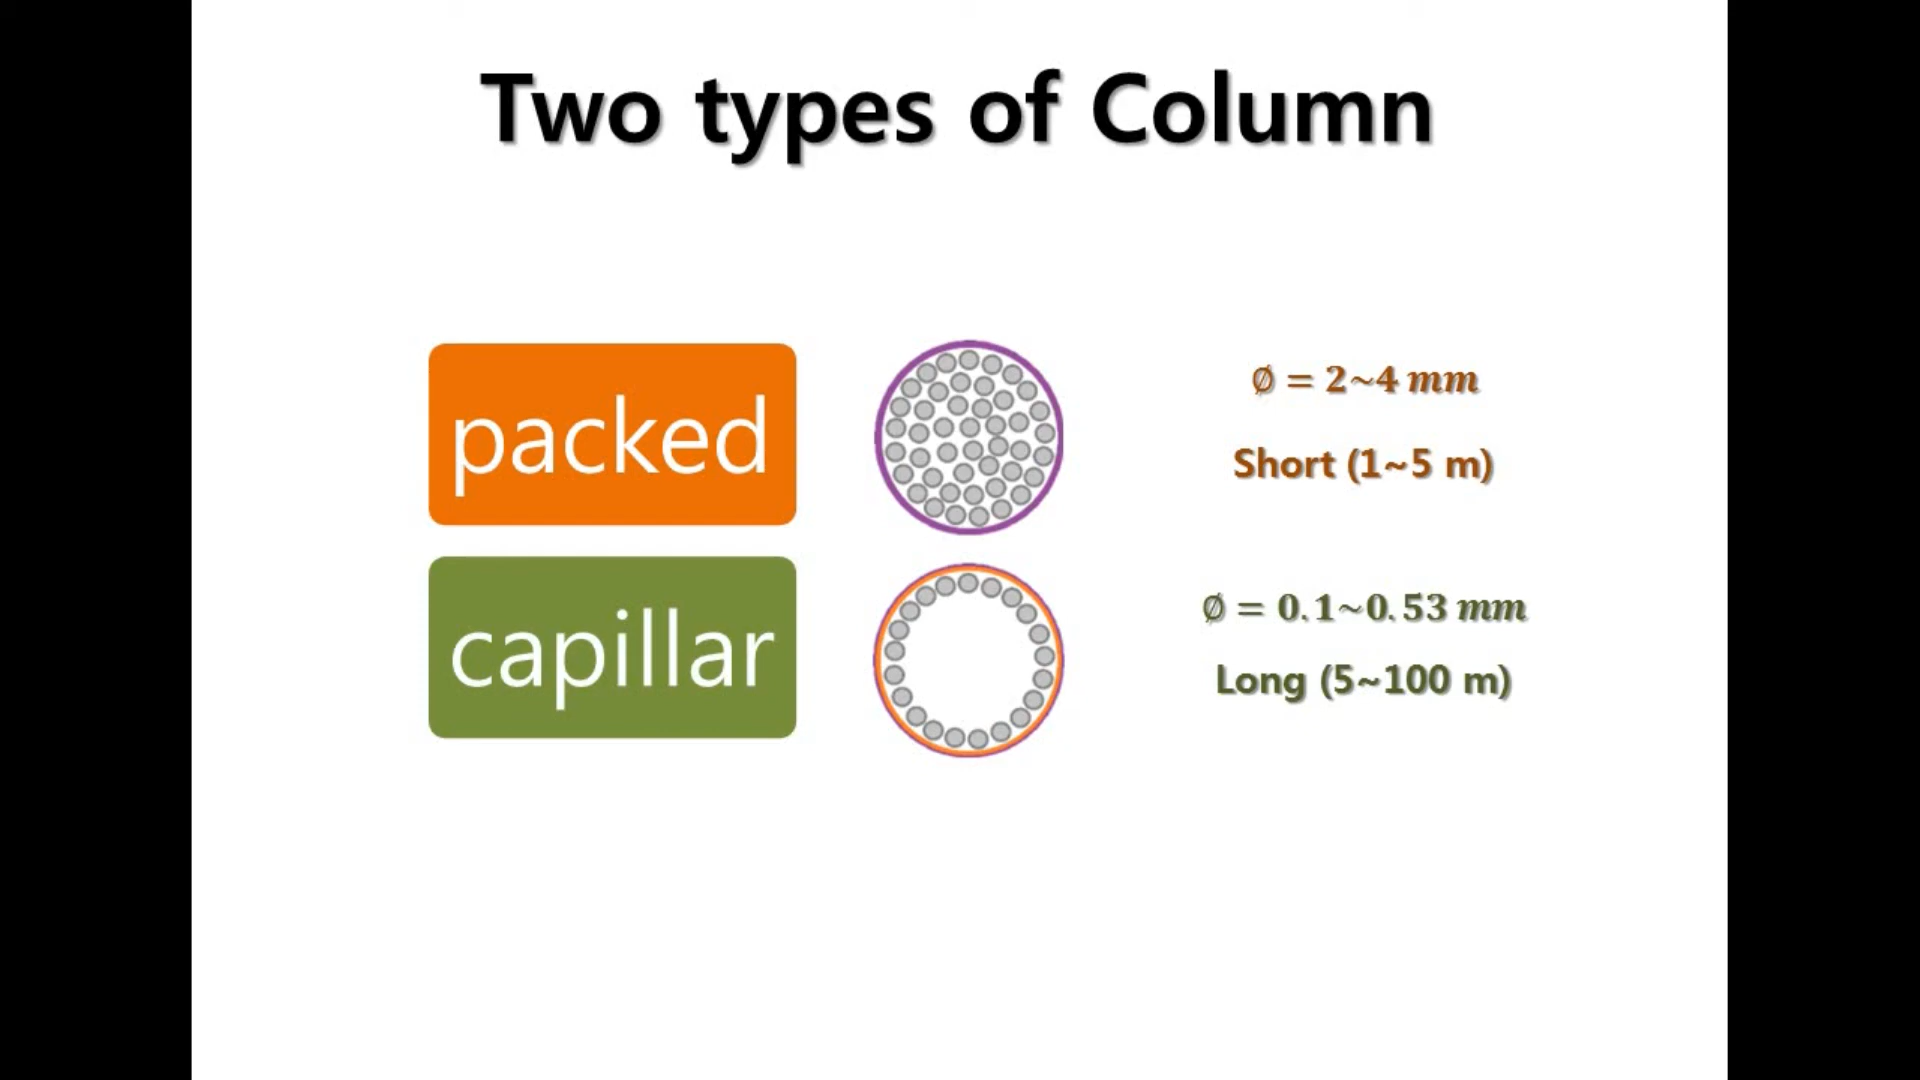 Two types of Column
packed
∅ = 2~4 mm
Short (1~5 m)
capillar
∅ = 0.1~0.53 mm
Long (5~100 m)